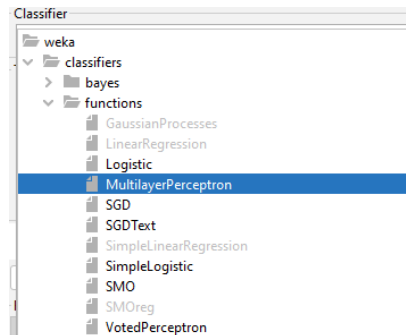 Classifier
weka
classifiers
bayes
functions
GaussianProcesses
LinearRegression
Logistic
MultilayerPerceptron
SGD
SGDText
SimpleLinearRegression
SimpleLogistic
SMO
SMOreg
VotedPerceptron